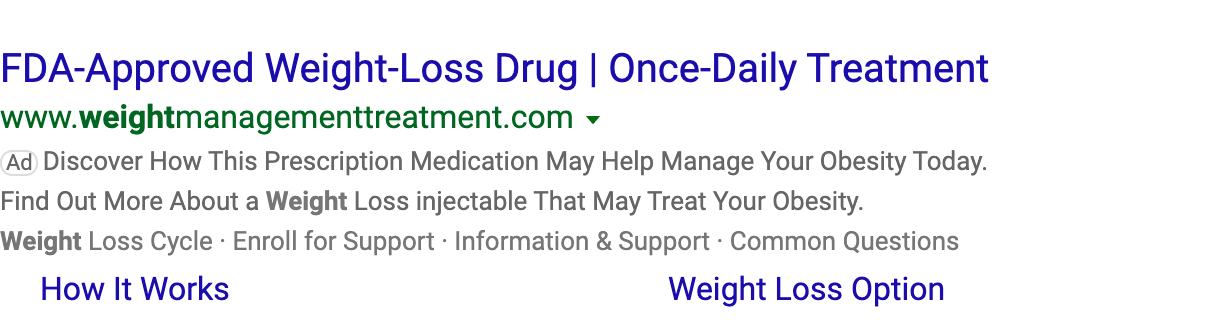 FDA-Approved Weight-Loss Drug | Once-Daily Treatment
www.weightmanagementtreatment.com
Ad Discover How This Prescription Medication May Help Manage Your Obesity Today.
Find Out More About a Weight Loss injectable That May Treat Your Obesity.
Weight Loss Cycle · Enroll for Support · Information & Support · Common Questions
How It Works Weight Loss Option